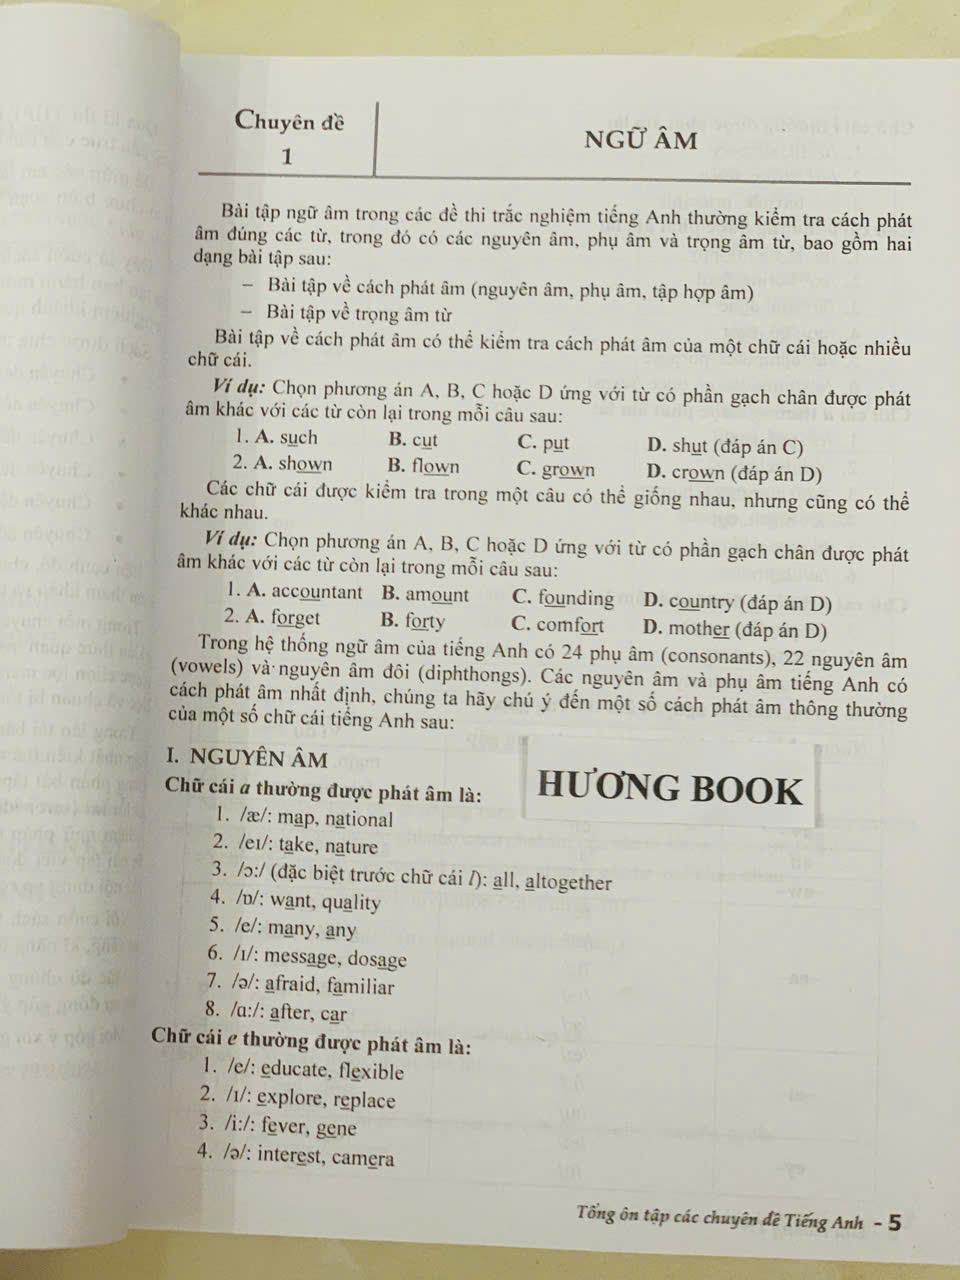 Chuyên đề
1
NGỮ ÂM
Bài tập ngữ âm trong các đề thi trắc nghiệm tiếng Anh thường kiểm tra cách phát
âm đúng các từ, trong đó có các nguyên âm, phụ âm và trọng âm từ, bao gồm hai
dạng bài tập sau:
– Bài tập về cách phát âm (nguyên âm, phụ âm, tập hợp âm)
– Bài tập về trọng âm từ
Bài tập về cách phát âm có thể kiểm tra cách phát âm của một chữ cái hoặc nhiều
chữ cái.
Ví dụ: Chọn phương án A, B, C hoặc D ứng với từ có phần gạch chân được phát
âm khác với các từ còn lại trong mỗi câu sau:
1. A. such B. cut C. put D. shut (đáp án C)
2. A. shown B. flown C. grown D. crown (đáp án D)
Các chữ cái được kiểm tra trong một câu có thể giống nhau, nhưng cũng có thể
khác nhau.
Ví dụ: Chọn phương án A, B, C hoặc D ứng với từ có phần gạch chân được phát
âm khác với các từ còn lại trong mỗi câu sau:
1. A. accountant B. amount C. founding D. country (đáp án D)
2. A. forget B. forty C. comfort D. mother (đáp án D)
Trong hệ thống ngữ âm của tiếng Anh có 24 phụ âm (consonants), 22 nguyên âm
(vowels) và nguyên âm đôi (diphthongs). Các nguyên âm và phụ âm tiếng Anh có
cách phát âm nhất định, chúng ta hãy chú ý đến một số cách phát âm thông thường
của một số chữ cái tiếng Anh sau:
I. NGUYÊN ÂM
HƯƠNG BOOK
Chữ cái a thường được phát âm là:
1. /æ/: map, national
2. /eɪ/: take, nature
3. /ɔ:/ (đặc biệt trước chữ cái l): all, altogether
4. /ɒ/: want, quality
5. /e/: many, any
6. /ɪ/: message, dosage
7. /ə/: afraid, familiar
8. /ɑ:/: after, car
Chữ cái e thường được phát âm là:
1. /e/: educate, flexible
2. /ɪ/: explore, replace
3. /i:/: fever, gene
4. /ə/: interest, camera
Tổng ôn tập các chuyên đề Tiếng Anh - 5